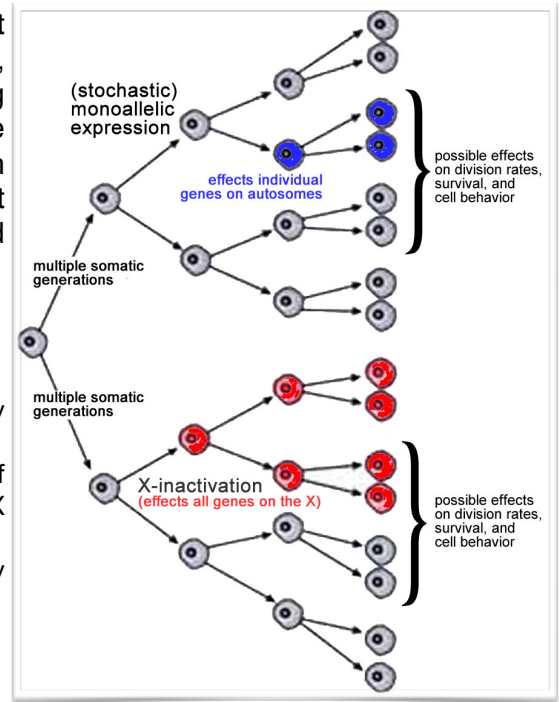 (stochastic)
monoallelic
expression
effects individual
genes on autosomes
possible effects
on division rates,
survival, and
cell behavior
multiple somatic
generations
multiple somatic
generations
X-inactivation
(effects all genes on the X)
possible effects
on division rates,
survival, and
cell behavior